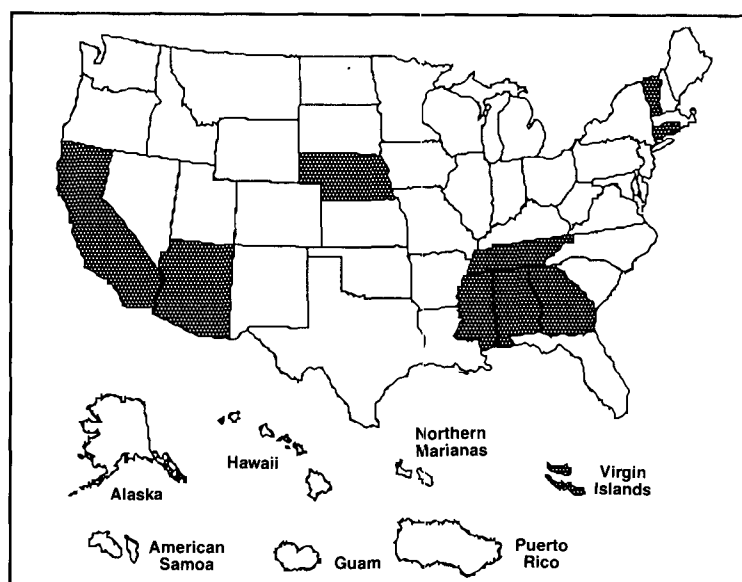 Northern
Marianas
Hawaii
Virgin
Islands
Alaska
American
Samoa
Guam
Puerto
Rico